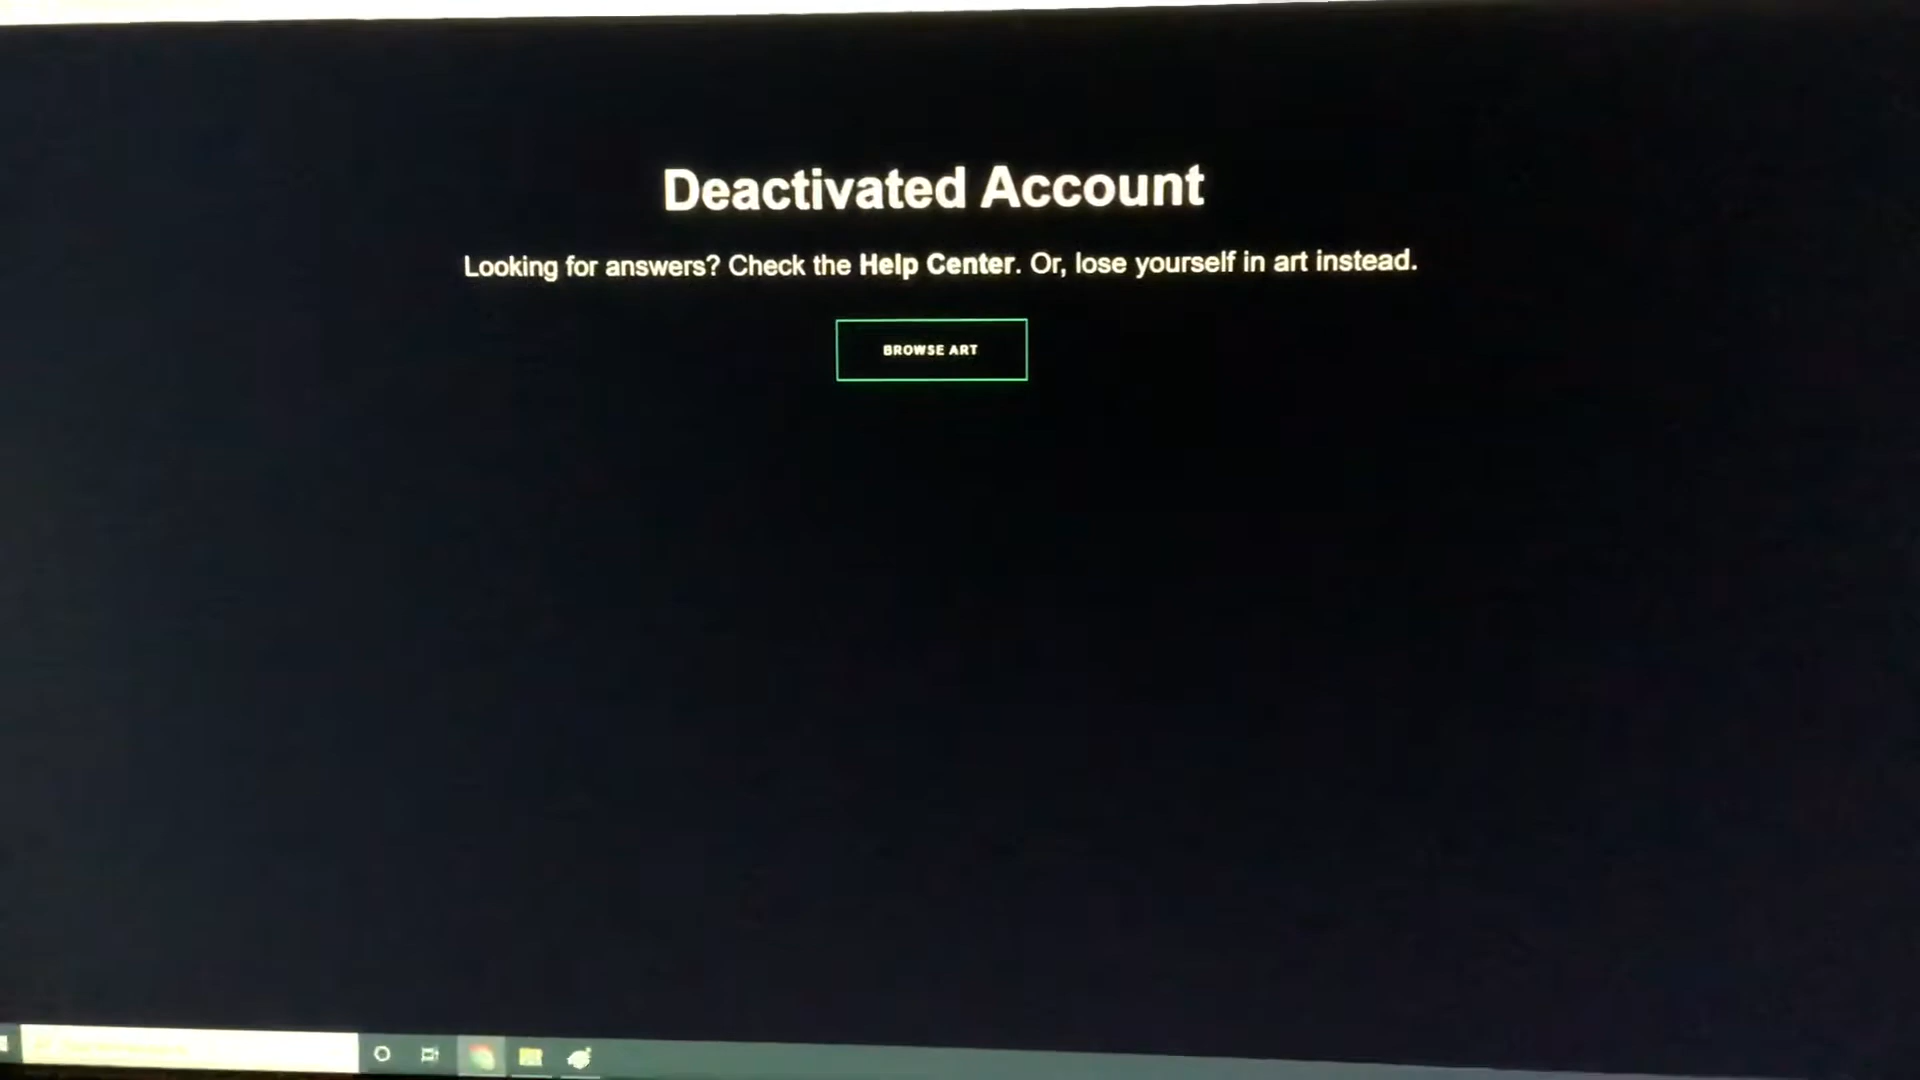 Deactivated Account
Looking for answers? Check the Help Center. Or, lose yourself in art instead.
BROWSE ART